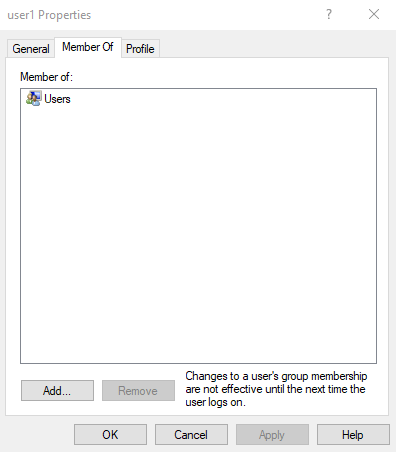 user1 Properties
?
General
Member Of
Profile
Member of:
Users
Add...
Remove
Changes to a user's group membership
are not effective until the next time the
user logs on.
OK
Cancel
Apply
Help